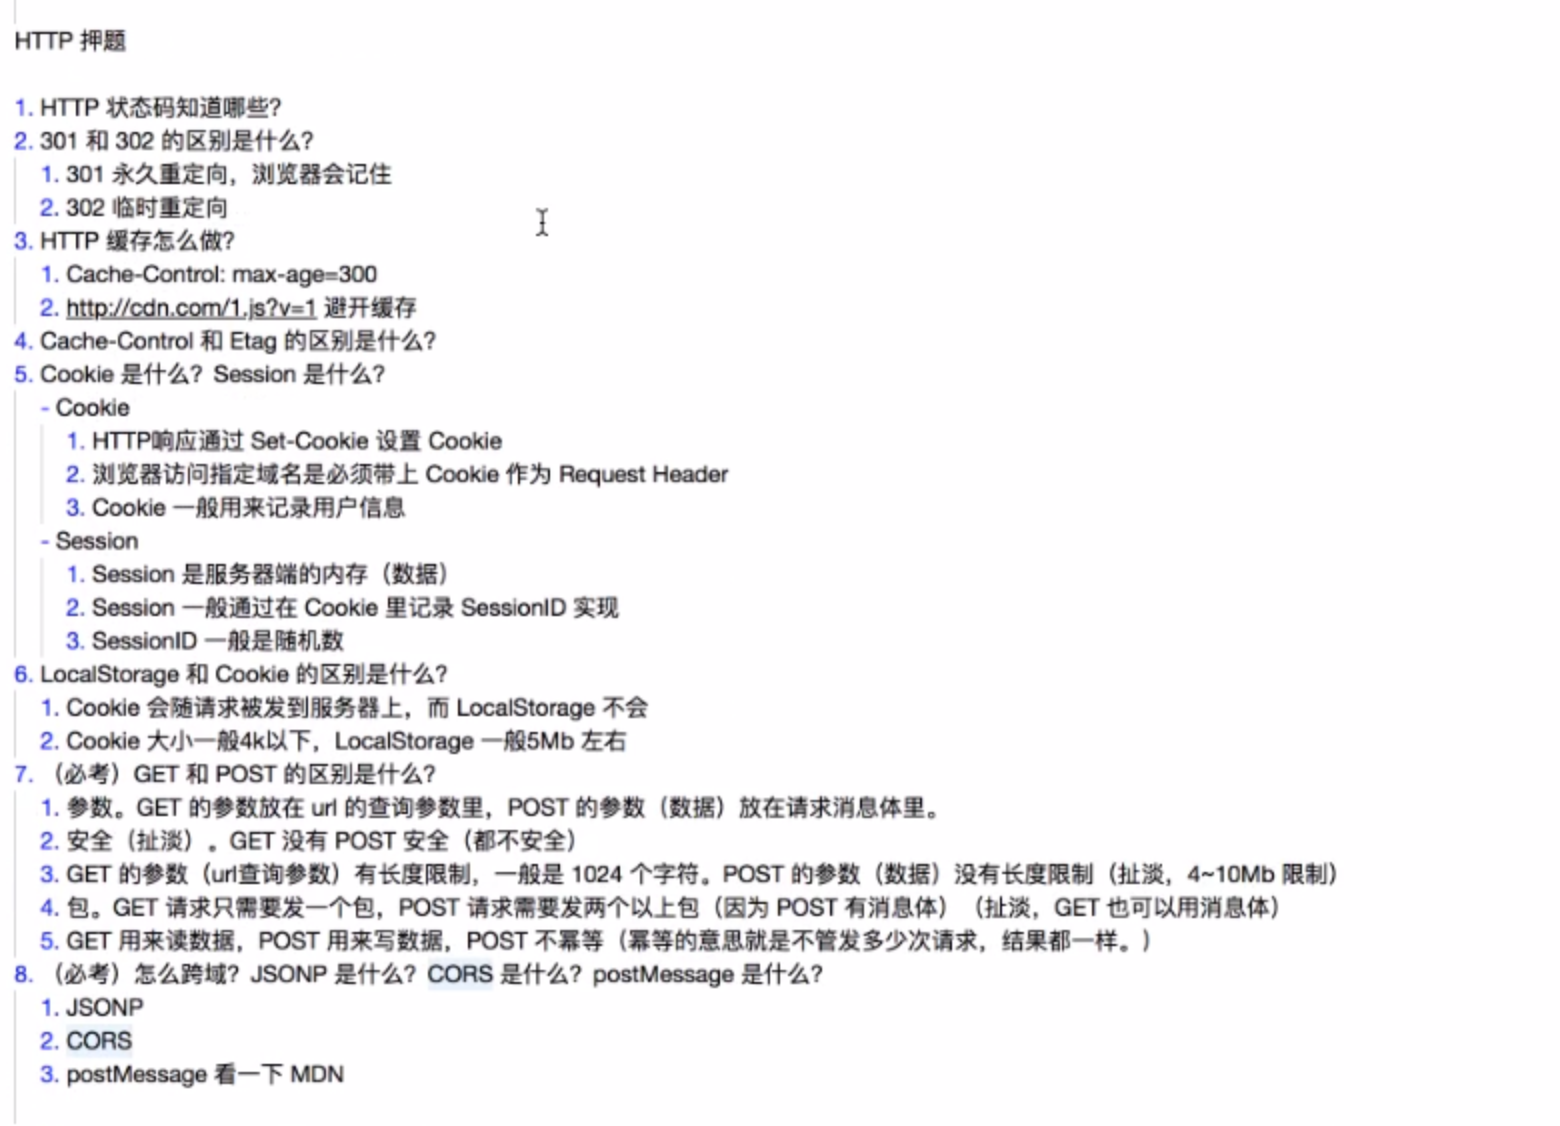 HTTP 押题
1. HTTP 状态码知道哪些？
2. 301 和 302 的区别是什么？
1. 301 永久重定向，浏览器会记住
2. 302 临时重定向
3. HTTP 缓存怎么做？
1. Cache-Control: max-age=300
2. http://cdn.com/1.js?v=1 避开缓存
4. Cache-Control 和 Etag 的区别是什么？
5. Cookie 是什么？Session 是什么？
- Cookie
1. HTTP响应通过 Set-Cookie 设置 Cookie
2. 浏览器访问指定域名是必须带上 Cookie 作为 Request Header
3. Cookie 一般用来记录用户信息
- Session
1. Session 是服务器端的内存（数据）
2. Session 一般通过在 Cookie 里记录 SessionID 实现
3. SessionID 一般是随机数
6. LocalStorage 和 Cookie 的区别是什么？
1. Cookie 会随请求被发到服务器上，而 LocalStorage 不会
2. Cookie 大小一般4k以下，LocalStorage 一般5Mb 左右
7. （必考）GET 和 POST 的区别是什么？
1. 参数。GET 的参数放在 url 的查询参数里，POST 的参数（数据）放在请求消息体里。
2. 安全（扯淡）。GET 没有 POST 安全（都不安全）
3. GET 的参数（url查询参数）有长度限制，一般是 1024 个字符。POST 的参数（数据）没有长度限制（扯淡，4~10Mb 限制）
4. 包。GET 请求只需要发一个包，POST 请求需要发两个以上包（因为 POST 有消息体）（扯淡，GET 也可以用消息体）
5. GET 用来读数据，POST 用来写数据，POST 不幂等（幂等的意思就是不管发多少次请求，结果都一样。）
8. （必考）怎么跨域？JSONP 是什么？CORS 是什么？postMessage 是什么？
1. JSONP
2. CORS
3. postMessage 看一下 MDN